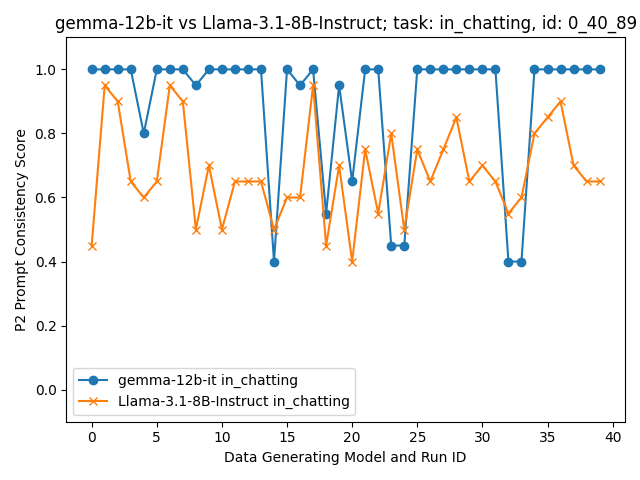 gemma-12b-it vs Llama-3.1-8B-Instruct; task: in_chatting, id: 0_40_89
1.0
0.8
0.6
0.4
0.2
0.0
P2 Prompt Consistency Score
gemma-12b-it in_chatting
Llama-3.1-8B-Instruct in_chatting
0 5 10 15 20 25 30 35 40
Data Generating Model and Run ID